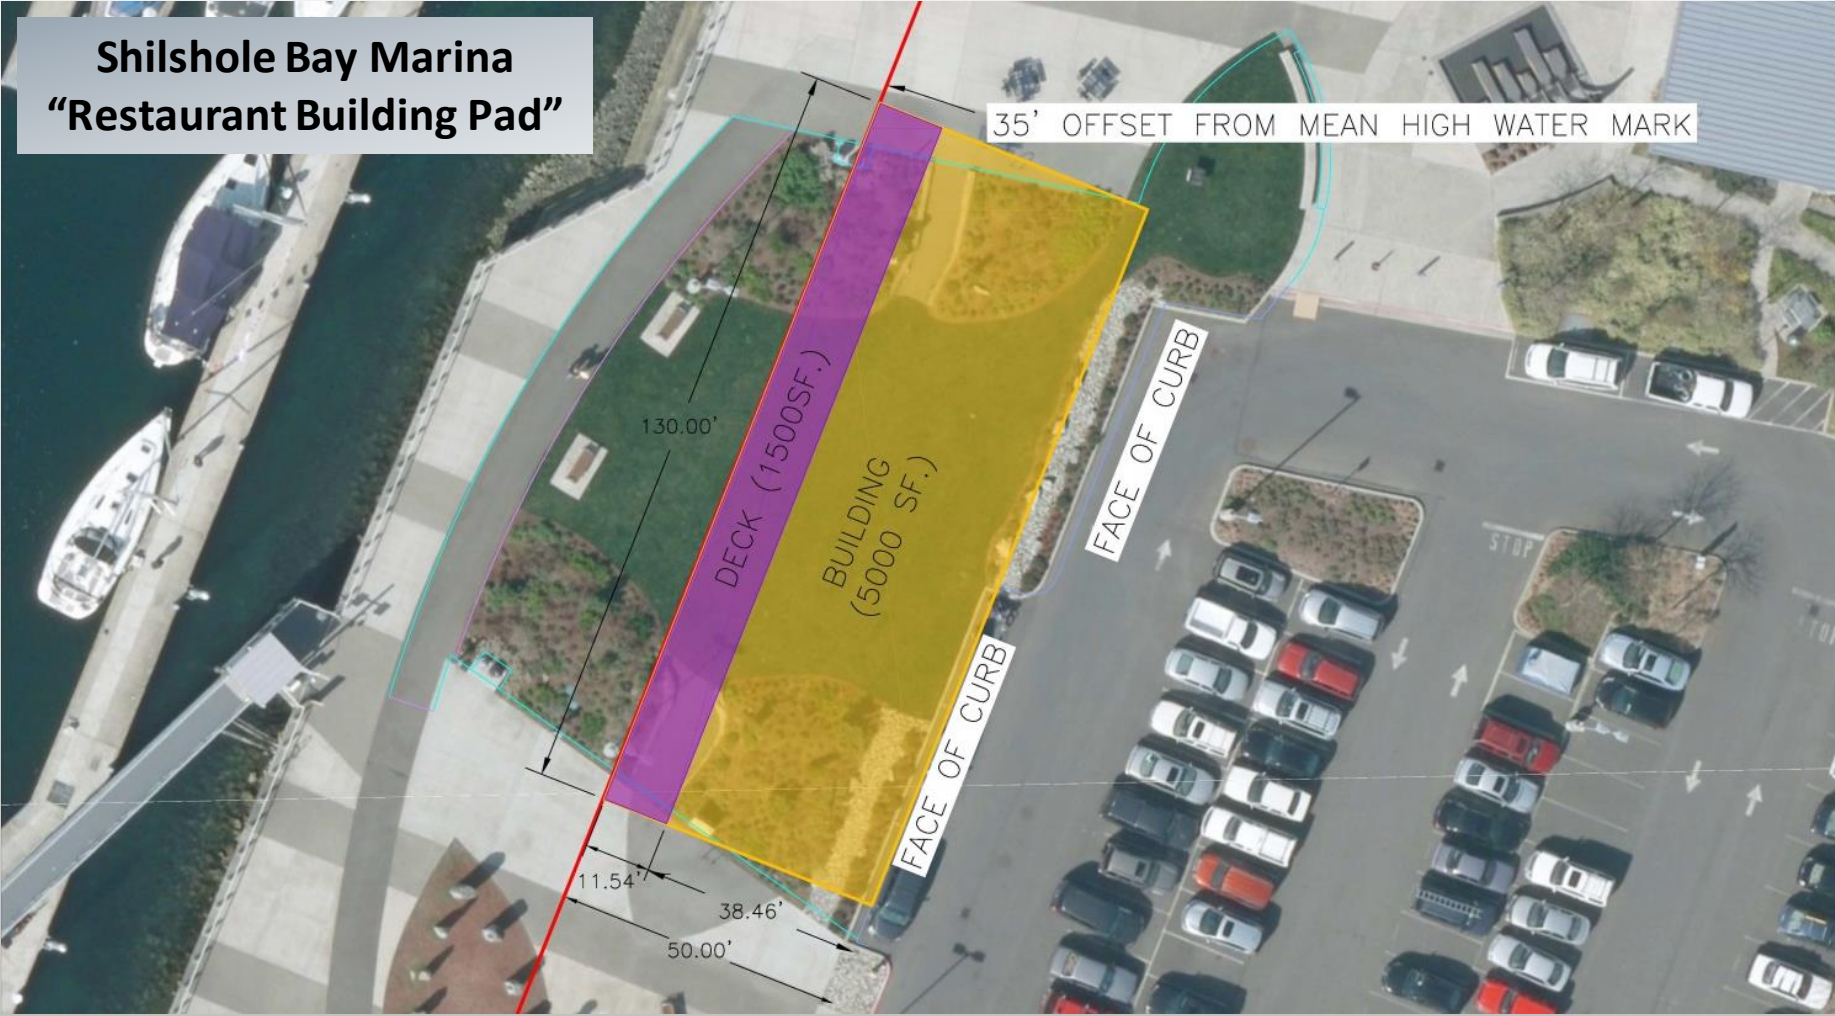 Shilshole Bay Marina
“Restaurant Building Pad”
35' OFFSET FROM MEAN HIGH WATER MARK
130.00'
DECK (1500SF.)
BUILDING
(5000 SF.)
FACE OF CURB
FACE OF CURB
STOP
STOP
11.54'
38.46'
50.00'